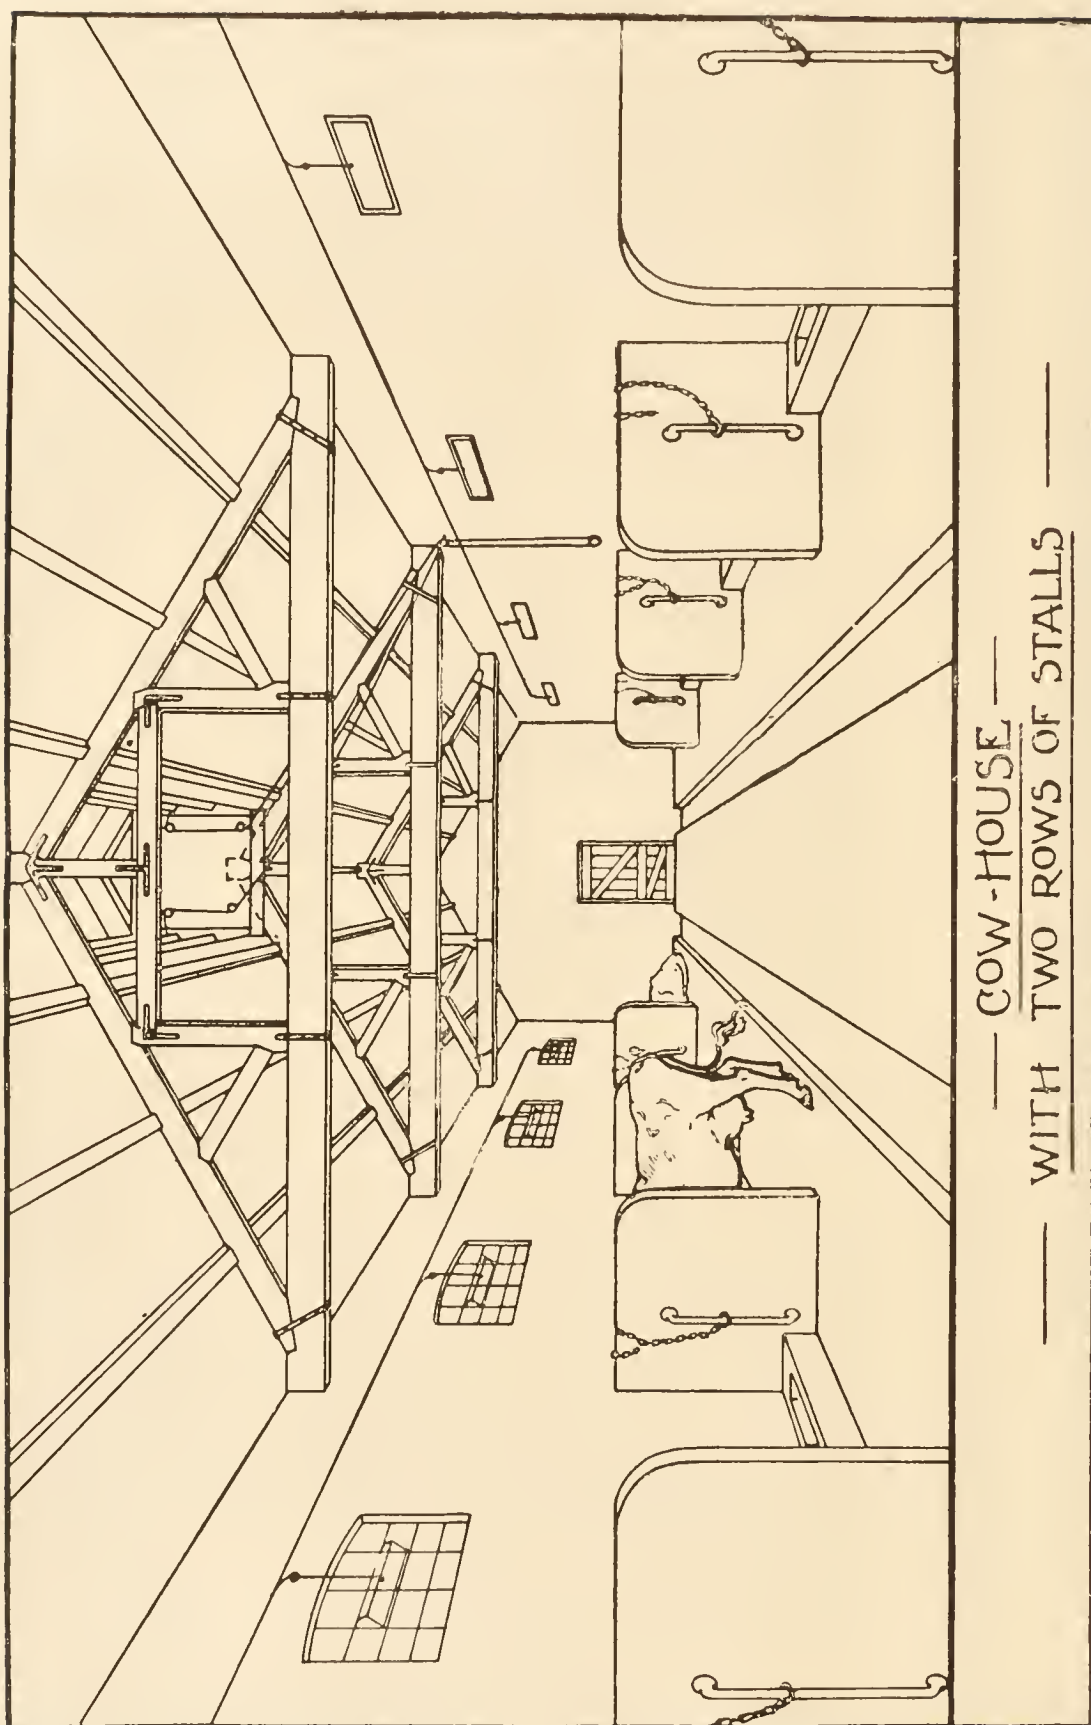 — COW-HOUSE —
— WITH TWO ROWS OF STALLS —